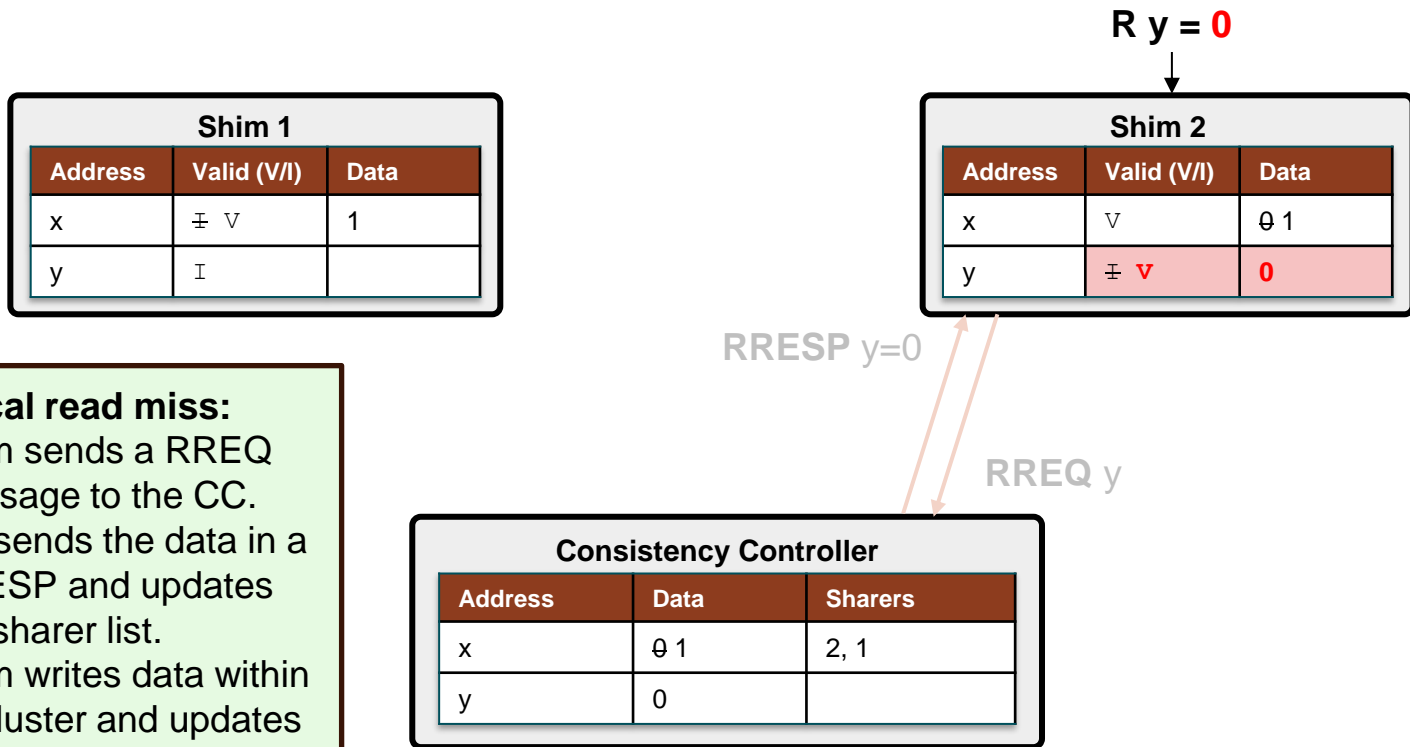 R y = 0
Shim 1
Address Valid (V/I) Data
x I V 1
y I
Shim 2
Address Valid (V/I) Data
x V 0 1
y I V 0
RRESP y=0
RREQ y
cal read miss:
m sends a RREQ
sage to the CC.
sends the data in a
ESP and updates
sharer list.
m writes data within
luster and updates
Consistency Controller
Address Data Sharers
x 0 1 2, 1
y 0